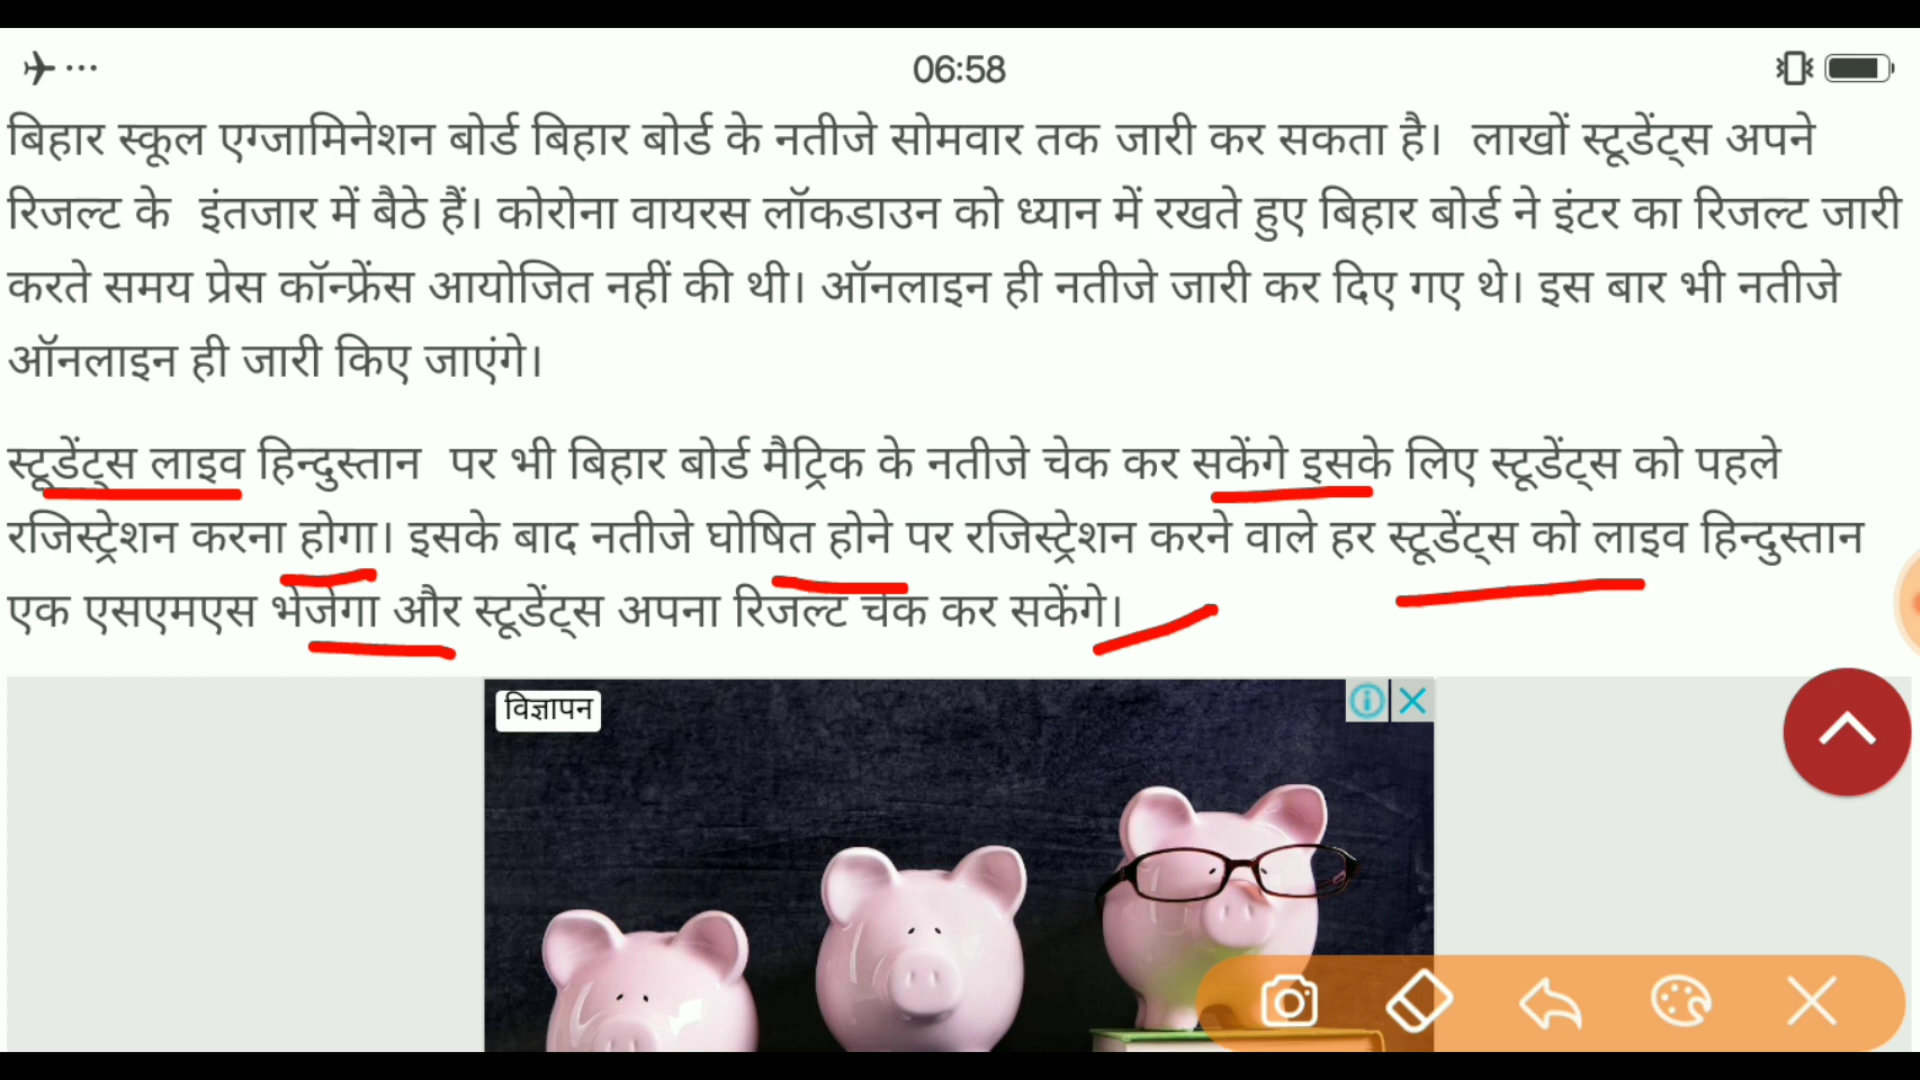 06:58
बिहार स्कूल एग्जामिनेशन बोर्ड बिहार बोर्ड के नतीजे सोमवार तक जारी कर सकता है। लाखों स्टूडेंट्स अपने
रिजल्ट के इंतजार में बैठे हैं। कोरोना वायरस लॉकडाउन को ध्यान में रखते हुए बिहार बोर्ड ने इंटर का रिजल्ट जारी
करते समय प्रेस कॉन्फ्रेंस आयोजित नहीं की थी। ऑनलाइन ही नतीजे जारी कर दिए गए थे। इस बार भी नतीजे
ऑनलाइन ही जारी किए जाएंगे।
स्टूडेंट्स लाइव हिन्दुस्तान पर भी बिहार बोर्ड मैट्रिक के नतीजे चेक कर सकेंगे इसके लिए स्टूडेंट्स को पहले
रजिस्ट्रेशन करना होगा। इसके बाद नतीजे घोषित होने पर रजिस्ट्रेशन करने वाले हर स्टूडेंट्स को लाइव हिन्दुस्तान
एक एसएमएस भेजेगा और स्टूडेंट्स अपना रिजल्ट चेक कर सकेंगे।
विज्ञापन